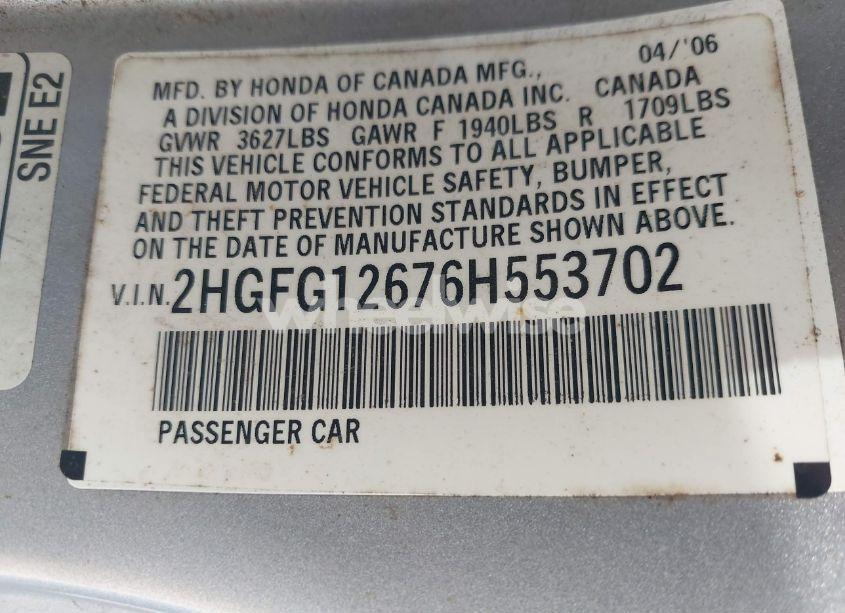 SNE E2
04/'06
MFD. BY HONDA OF CANADA MFG.,
A DIVISION OF HONDA CANADA INC. CANADA
GVWR 3627LBS GAWR F 1940LBS R 1709LBS
THIS VEHICLE CONFORMS TO ALL APPLICABLE
FEDERAL MOTOR VEHICLE SAFETY, BUMPER,
AND THEFT PREVENTION STANDARDS IN EFFECT
ON THE DATE OF MANUFACTURE SHOWN ABOVE.
V.I.N. 2HGFG12676H553702
wheelwise
PASSENGER CAR